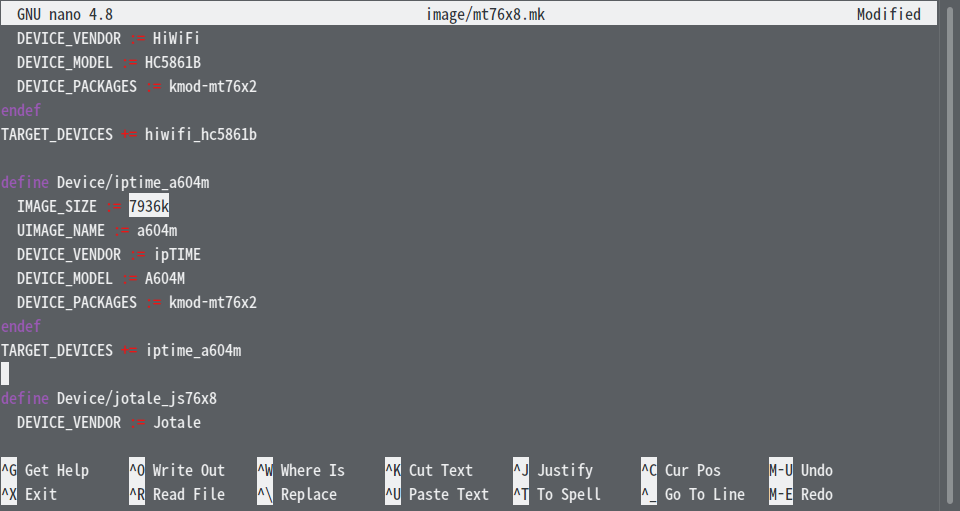 GNU nano 4.8 image/mt76x8.mk Modified
DEVICE_VENDOR := HiWiFi
DEVICE_MODEL := HC5861B
DEVICE_PACKAGES := kmod-mt76x2
endef
TARGET_DEVICES += hiwifi_hc5861b
define Device/iptime_a604m
IMAGE_SIZE := 7936k
UIMAGE_NAME := a604m
DEVICE_VENDOR := ipTIME
DEVICE_MODEL := A604M
DEVICE_PACKAGES := kmod-mt76x2
endef
TARGET_DEVICES += iptime_a604m
define Device/jotale_js76x8
DEVICE_VENDOR := Jotale
^G Get Help ^O Write Out ^W Where Is ^K Cut Text ^J Justify ^C Cur Pos M-U Undo
^X Exit ^R Read File ^\ Replace ^U Paste Text ^T To Spell ^_ Go To Line M-E Redo